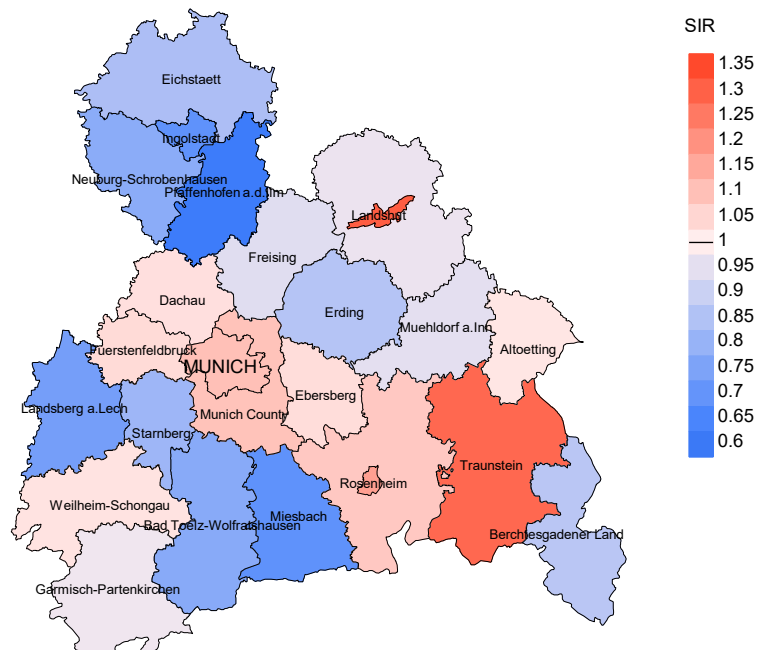 SIR
1.35
1.3
1.25
1.2
1.15
1.1
1.05
1
0.95
0.9
0.85
0.8
0.75
0.7
0.65
0.6
Eichstaett
Ingolstadt
Neuburg-Schrobenhausen
Pfaffenhofen a.d.Ilm
Landshut
Freising
Dachau
Erding
Muehldorf a.Inn
Altoetting
Fuerstenfeldbruck
MUNICH
Ebersberg
Landsberg a.Lech
Munich County
Starnberg
Traunstein
Rosenheim
Weilheim-Schongau
Miesbach
Bad Toelz-Wolfratshausen
Berchtesgadener Land
Garmisch-Partenkirchen